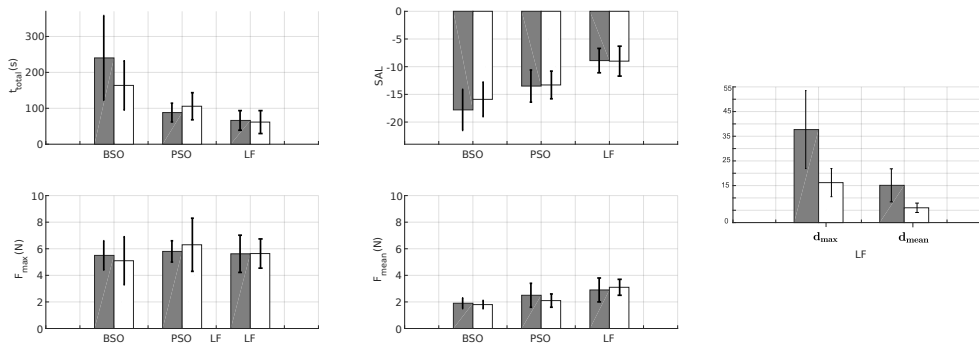 300
200
100
0
t_total(s)
BSO PSO LF
-0
-5
-10
-15
-20
SAL
BSO PSO LF
55
35
25
15
0
d_max d_mean
LF
10
8
6
4
2
0
F_max(N)
BSO PSO LF LF
10
8
6
4
2
0
F_mean(N)
BSO PSO LF